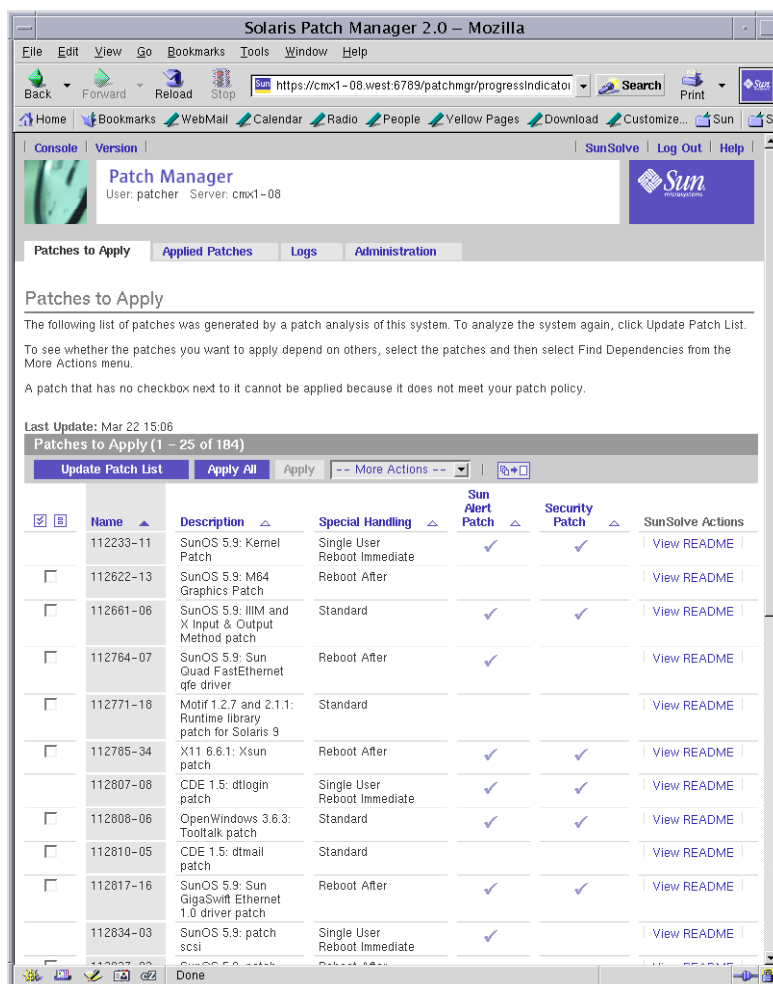 Solaris Patch Manager 2.0 – Mozilla
File Edit View Go Bookmarks Tools Window Help
Back Forward Reload Stop Sun https://cmx1-08.west:6789/patchmgr/progressIndicator Search Print Sun
Home Bookmarks WebMail Calendar Radio People Yellow Pages Download Customize... Sun S
Console Version SunSolve Log Out Help
Patch Manager
User: patcher Server: cmx1-08
Sun
microsystems
Patches to Apply Applied Patches Logs Administration
Patches to Apply
The following list of patches was generated by a patch analysis of this system. To analyze the system again, click Update Patch List.
To see whether the patches you want to apply depend on others, select the patches and then select Find Dependencies from the
More Actions menu.
A patch that has no checkbox next to it cannot be applied because it does not meet your patch policy.
Last Update: Mar 22 15:06
Patches to Apply (1 – 25 of 184)
Update Patch List Apply All Apply -- More Actions --
Sun
Alert Security
Name Description Special Handling Patch Patch SunSolve Actions
112233-11 SunOS 5.9: Kernel Single User View README
Patch Reboot Immediate
112622-13 SunOS 5.9: M64 Reboot After View README
Graphics Patch
112661-06 SunOS 5.9: IIIM and Standard View README
X Input & Output
Method patch
112764-07 SunOS 5.9: Sun Reboot After View README
Quad FastEthernet
qfe driver
112771-18 Motif 1.2.7 and 2.1.1: Standard View README
Runtime library
patch for Solaris 9
112785-34 X11 6.6.1: Xsun Reboot After View README
patch
112807-08 CDE 1.5: dtlogin Single User View README
patch Reboot Immediate
112808-06 OpenWindows 3.6.3: Standard View README
Tooltalk patch
112810-05 CDE 1.5: dtmail Standard View README
patch
112817-16 SunOS 5.9: Sun Reboot After View README
GigaSwift Ethernet
1.0 driver patch
112834-03 SunOS 5.9: patch Single User View README
scsi Reboot Immediate
Done